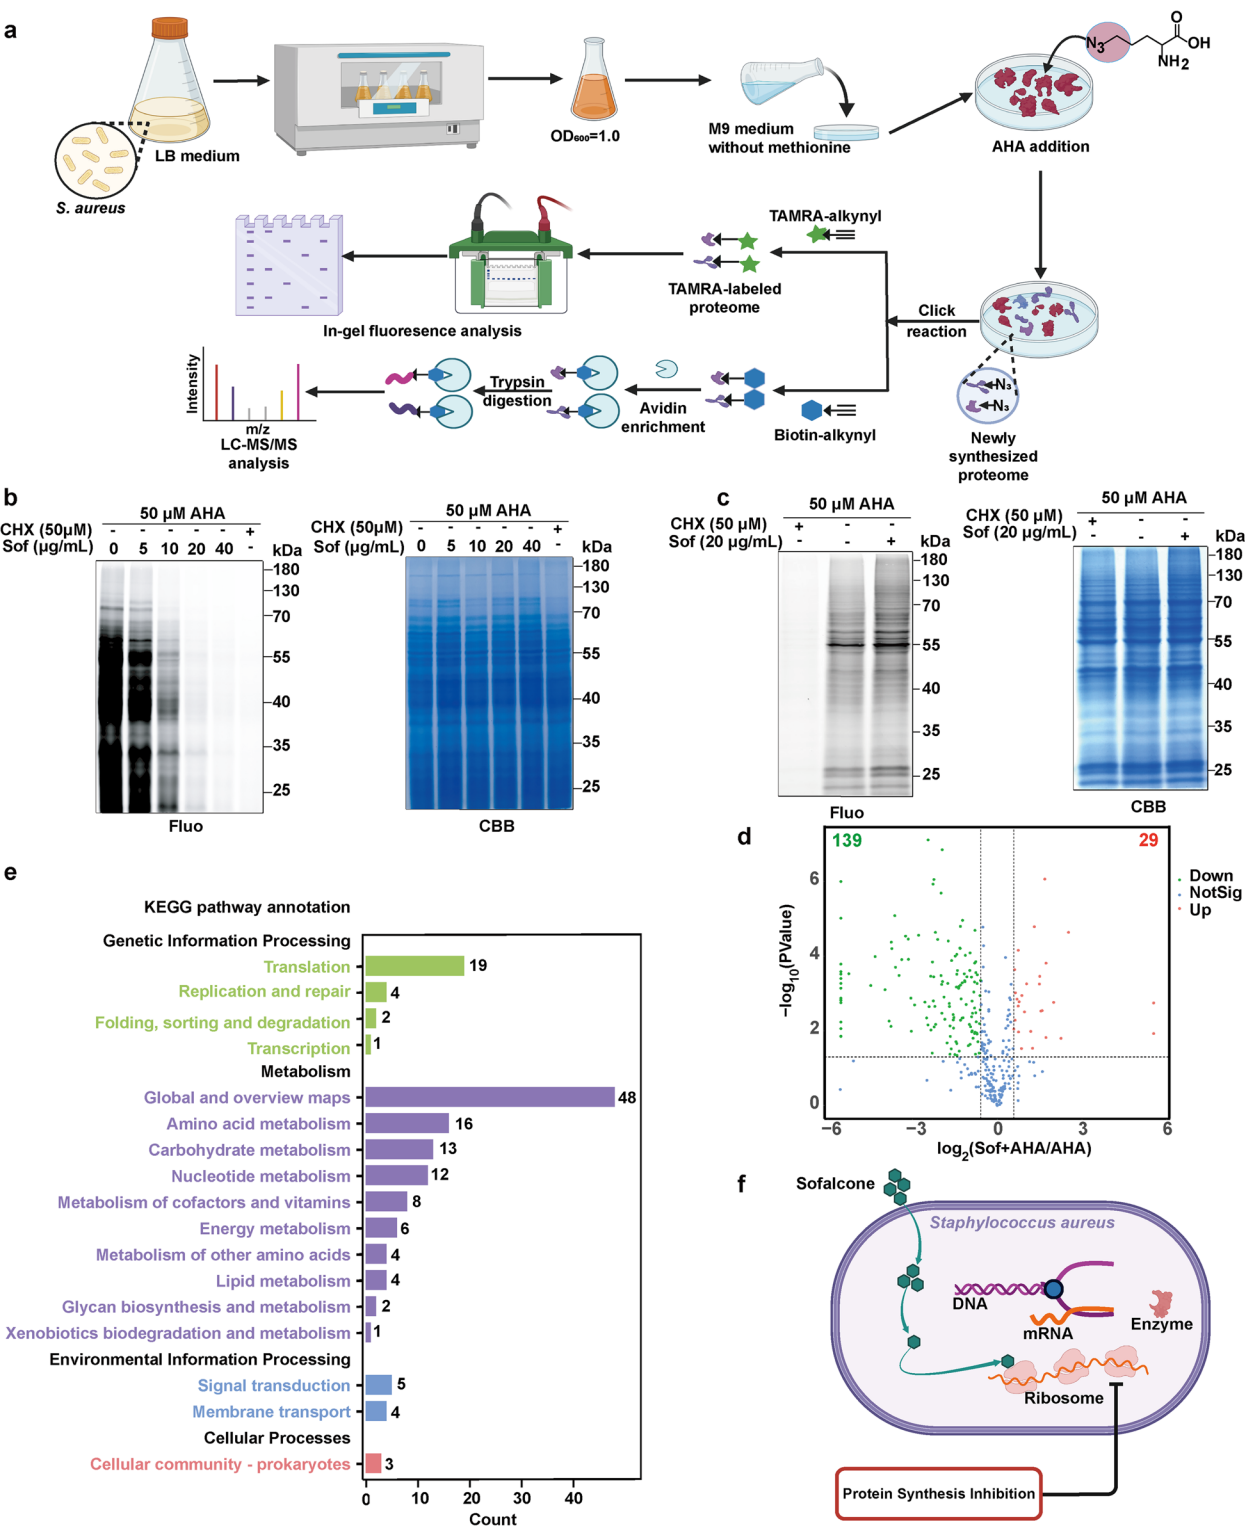 a
LB medium
S. aureus
OD₆₀₀=1.0
M9 medium
without methionine
N₃
O
OH
NH₂
AHA addition
TAMRA-alkynyl
TAMRA-labeled
proteome
In-gel fluoresence analysis
Click
reaction
N₃
N₃
Newly
synthesized
proteome
Biotin-alkynyl
Avidin
enrichment
Trypsin
digestion
Intensity
m/z
LC-MS/MS
analysis
b
50 μM AHA
CHX (50μM) - - - - - +
Sof (μg/mL) 0 5 10 20 40 -
kDa
180
130
70
55
40
35
25
Fluo
50 μM AHA
CHX (50μM) - - - - - +
Sof (μg/mL) 0 5 10 20 40 -
kDa
180
130
70
55
40
35
25
CBB
c
50 μM AHA
CHX (50 μM) + - -
Sof (20 μg/mL) - - +
kDa
180
130
70
55
40
35
25
Fluo
50 μM AHA
CHX (50 μM) + - -
Sof (20 μg/mL) - - +
kDa
180
130
70
55
40
35
25
CBB
d
139
29
6
4
2
0
−log₁₀(PValue)
−6 −3 0 3 6
log₂(Sof+AHA/AHA)
Down
NotSig
Up
e
KEGG pathway annotation
Genetic Information Processing
Translation 19
Replication and repair 4
Folding, sorting and degradation 2
Transcription 1
Metabolism
Global and overview maps 48
Amino acid metabolism 16
Carbohydrate metabolism 13
Nucleotide metabolism 12
Metabolism of cofactors and vitamins 8
Energy metabolism 6
Metabolism of other amino acids 4
Lipid metabolism 4
Glycan biosynthesis and metabolism 2
Xenobiotics biodegradation and metabolism 1
Environmental Information Processing
Signal transduction 5
Membrane transport 4
Cellular Processes
Cellular community - prokaryotes 3
0 10 20 30 40
Count
f
Sofalcone
Staphylococcus aureus
DNA
mRNA
Enzyme
Ribosome
Protein Synthesis Inhibition